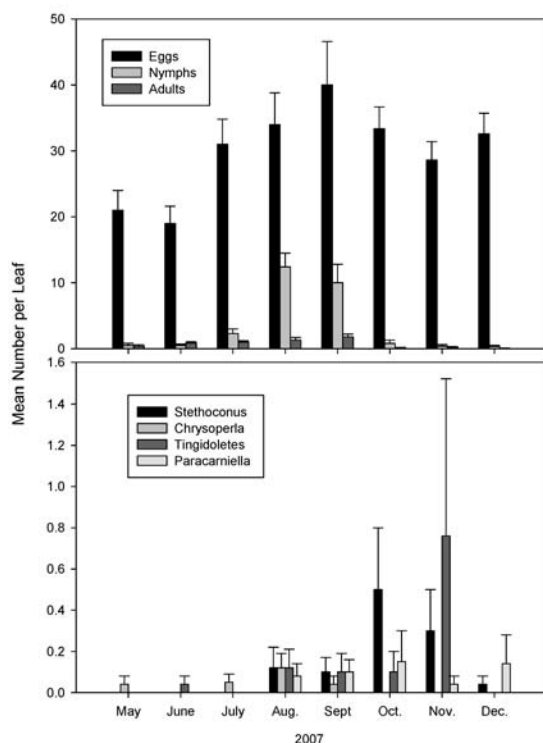 50
40
30
20
10
0
Eggs
Nymphs
Adults
Mean Number per Leaf
1.6
1.4
1.2
1.0
0.8
0.6
0.4
0.2
0.0
Stethoconus
Chrysoperla
Tingidoletes
Paracarniella
May June July Aug. Sept Oct. Nov. Dec.
2007